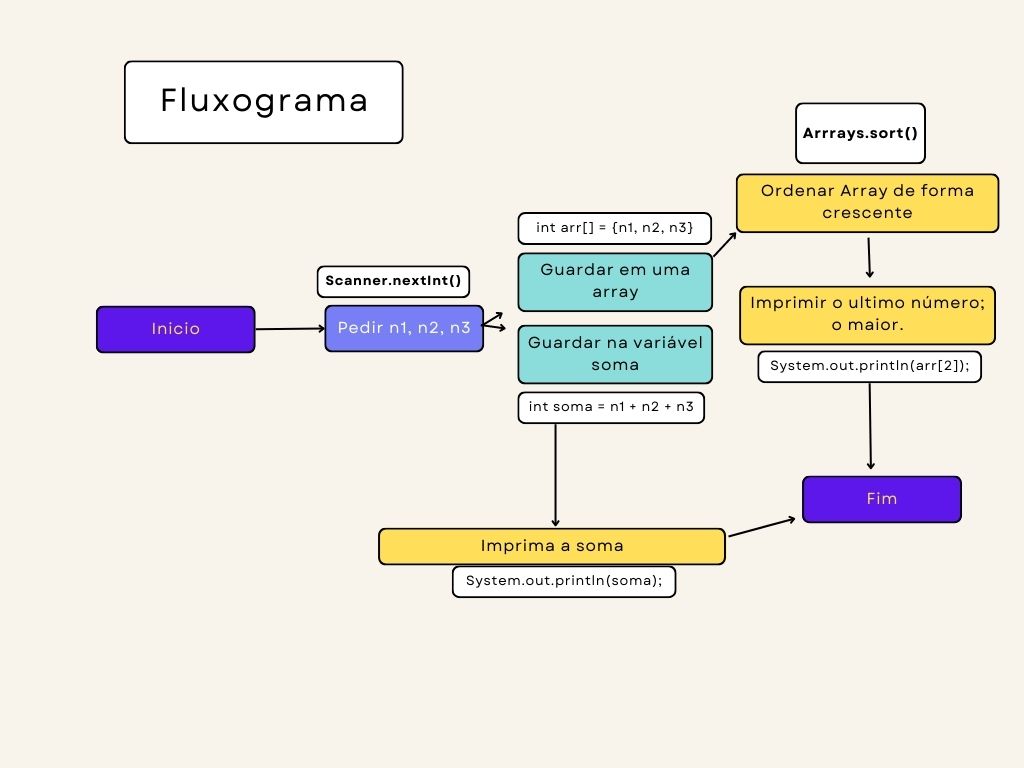 Fluxograma
Arrrays.sort()
Ordenar Array de forma
crescente
int arr[] = {n1, n2, n3}
Guardar em uma
array
Scanner.nextInt()
Inicio
Pedir n1, n2, n3
Imprimir o ultimo número;
o maior.
Guardar na variável
soma
System.out.println(arr[2]);
int soma = n1 + n2 + n3
Fim
Imprima a soma
System.out.println(soma);